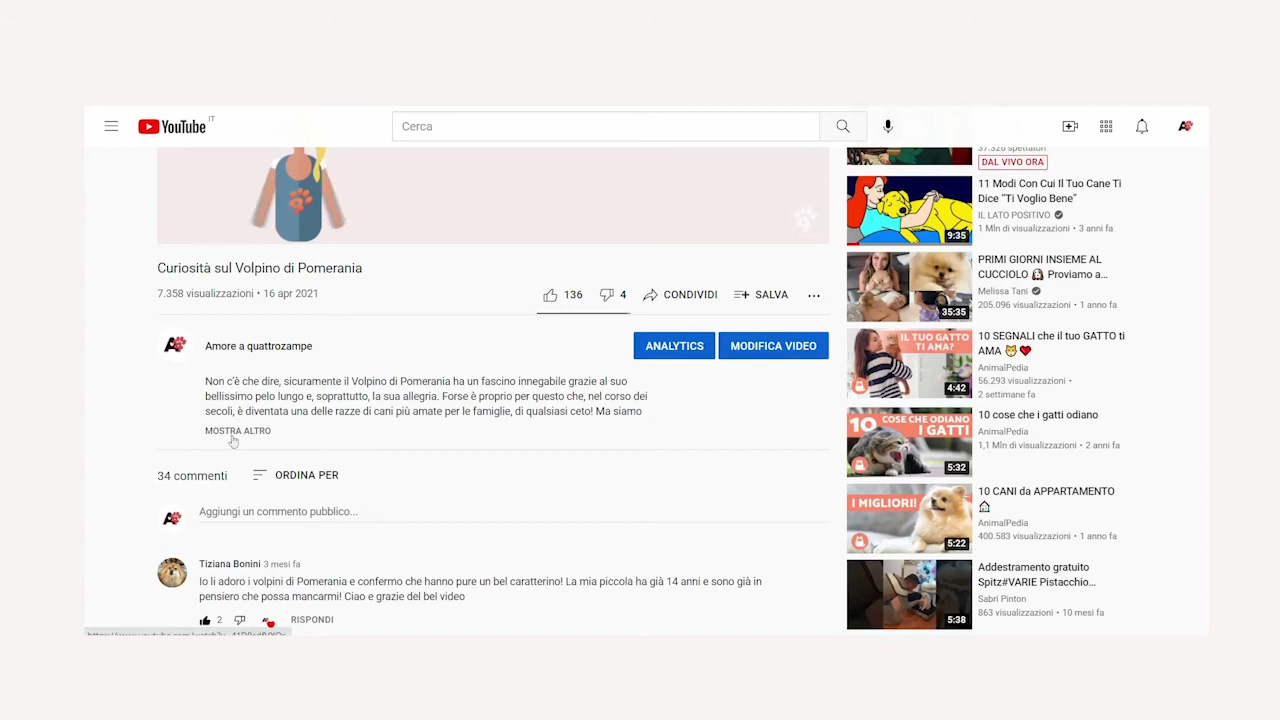 YouTube IT
Cerca
Curiosità sul Volpino di Pomerania
7.358 visualizzazioni • 16 apr 2021
136
4
CONDIVIDI
SALVA
Amore a quattrozampe
ANALYTICS
MODIFICA VIDEO
Non c'è che dire, sicuramente il Volpino di Pomerania ha un fascino innegabile grazie al suo
bellissimo pelo lungo e, soprattutto, la sua allegria. Forse è proprio per questo che, nel corso dei
secoli, è diventata una delle razze di cani più amate per le famiglie, di qualsiasi ceto! Ma siamo
MOSTRA ALTRO
34 commenti
ORDINA PER
Aggiungi un commento pubblico...
Tiziana Bonini 3 mesi fa
Io li adoro i volpini di Pomerania e confermo che hanno pure un bel caratterino! La mia piccola ha già 14 anni e sono già in
pensiero che possa mancarmi! Ciao e grazie del bel video
2
RISPONDI
37.326 spettatori
DAL VIVO ORA
9:35
11 Modi Con Cui Il Tuo Cane Ti
Dice "Ti Voglio Bene"
IL LATO POSITIVO
1 Mln di visualizzazioni • 3 anni fa
35:35
PRIMI GIORNI INSIEME AL
CUCCIOLO 🐶 Proviamo a...
Melissa Tani
205.096 visualizzazioni • 1 anno fa
IL TUO GATTO
TI AMA?
4:42
10 SEGNALI che il tuo GATTO ti
AMA 😺❤️
AnimalPedia
56.293 visualizzazioni •
2 settimane fa
10 COSE CHE ODIANO
I GATTI
5:32
10 cose che i gatti odiano
AnimalPedia
1,1 Mln di visualizzazioni • 2 anni fa
I MIGLIORI!
5:22
10 CANI da APPARTAMENTO
🏠
AnimalPedia
400.583 visualizzazioni • 1 anno fa
5:38
Addestramento gratuito
Spitz#VARIE Pistacchio...
Sabri Pinton
863 visualizzazioni • 10 mesi fa